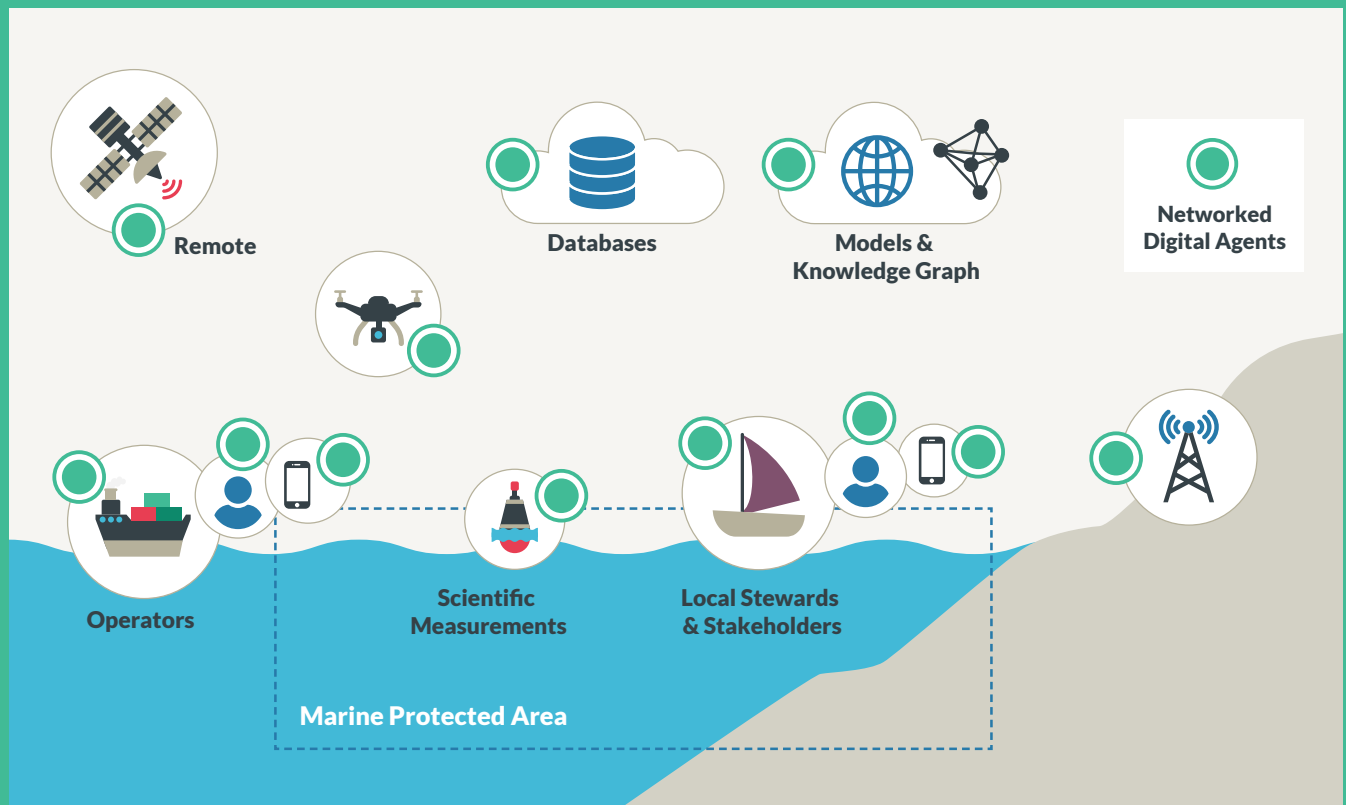 Remote
Databases
Models &
Knowledge Graph
Networked
Digital Agents
Operators
Scientific
Measurements
Local Stewards
& Stakeholders
Marine Protected Area